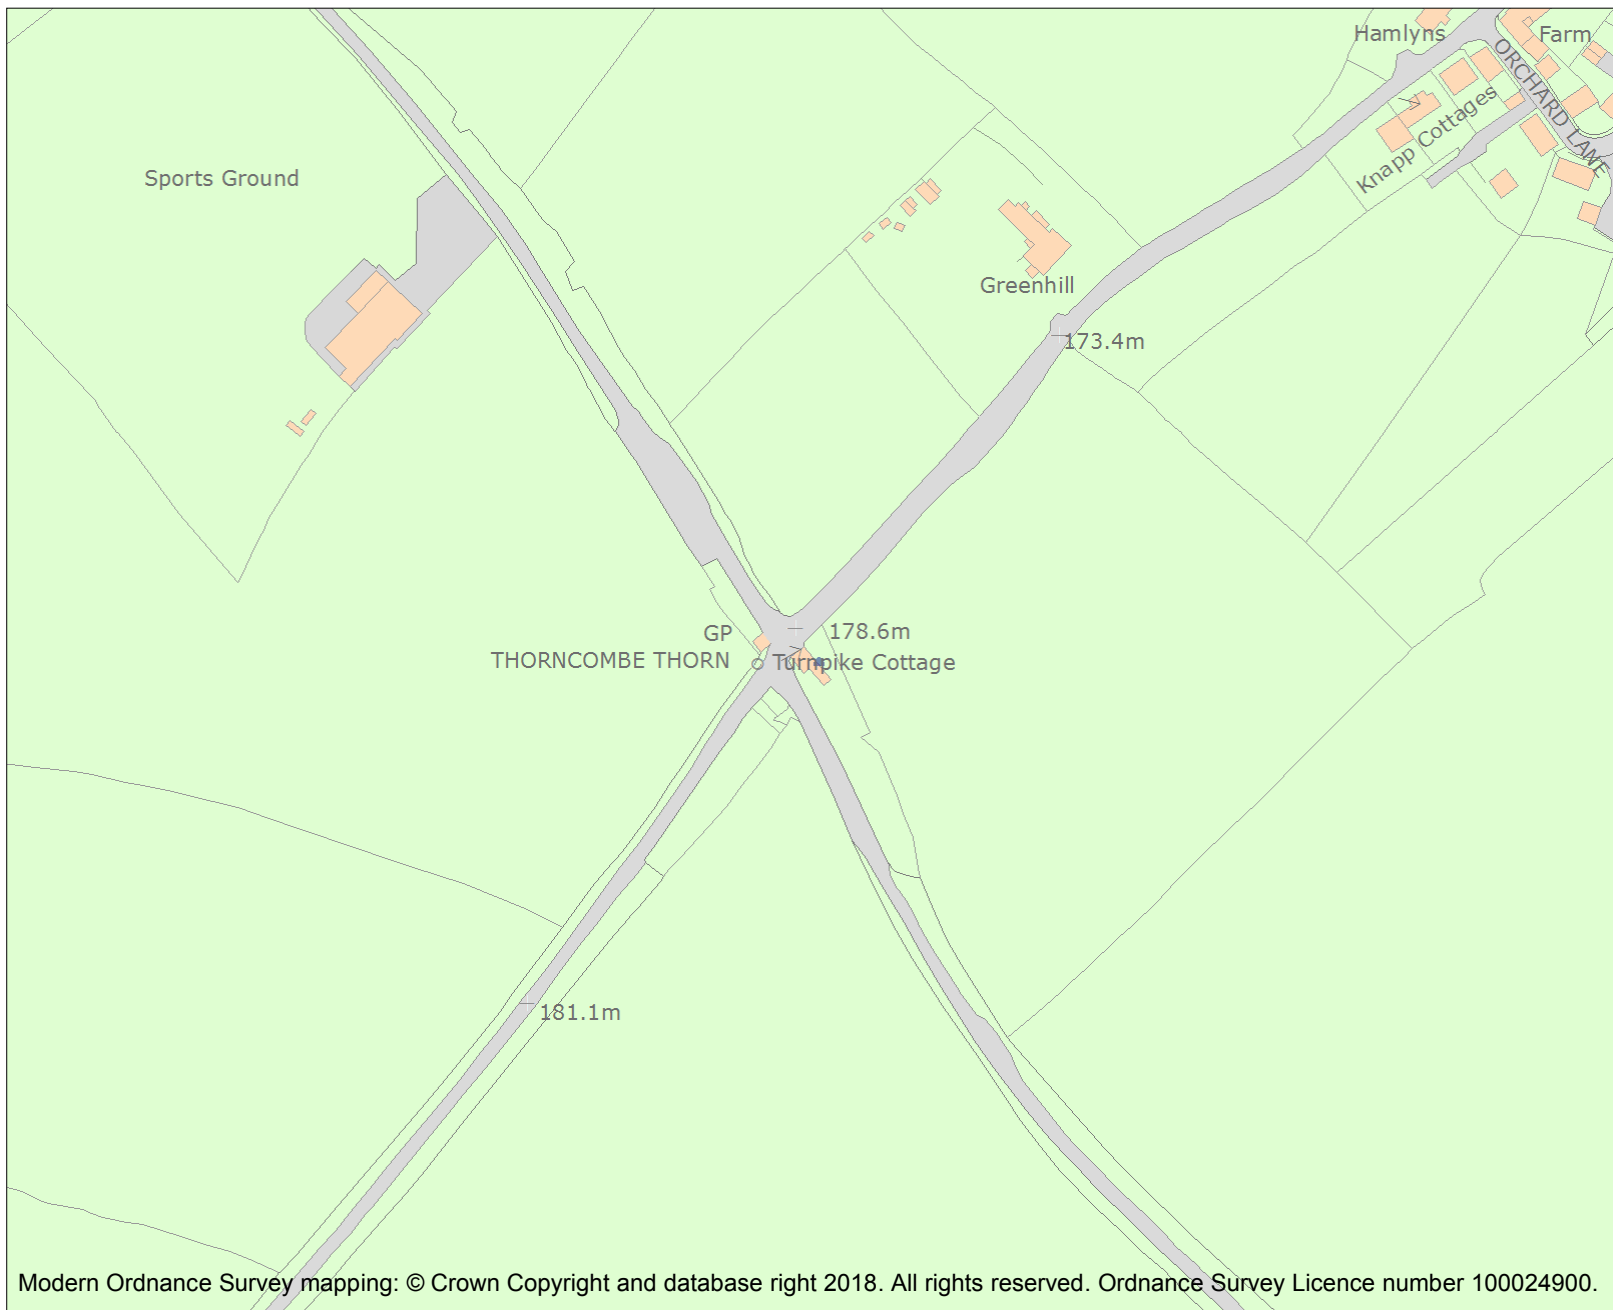 Hamlyns
Farm
ORCHARD LANE
Knapp Cottages
Sports Ground
Greenhill
173.4m
GP
178.6m
THORNCOMBE THORN
Turnpike Cottage
181.1m
Modern Ordnance Survey mapping: © Crown Copyright and database right 2018. All rights reserved. Ordnance Survey Licence number 100024900.